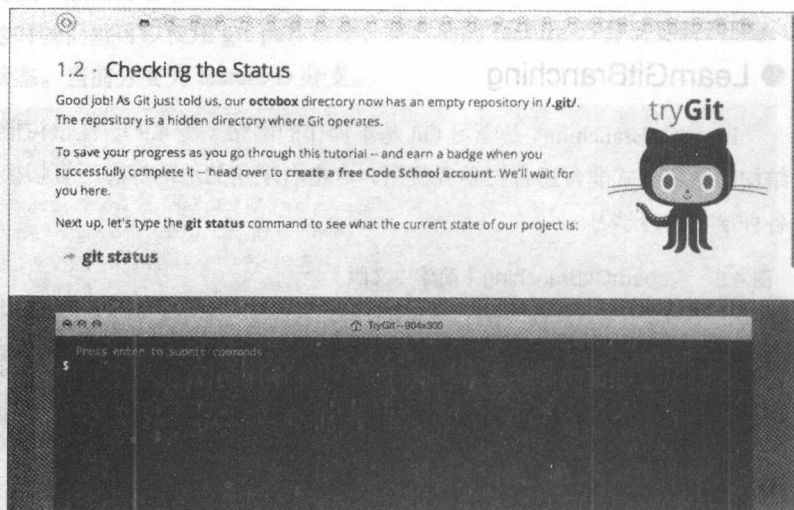 1.2 · Checking the Status
Good job! As Git just told us, our octobox directory now has an empty repository in /.git/.
The repository is a hidden directory where Git operates.
To save your progress as you go through this tutorial -- and earn a badge when you
successfully complete it -- head over to create a free Code School account. We'll wait for
you here.
Next up, let's type the git status command to see what the current state of our project is:
→ git status
tryGit
TryGit--904x300
Press enter to submit commands
$
LearnGitBranching